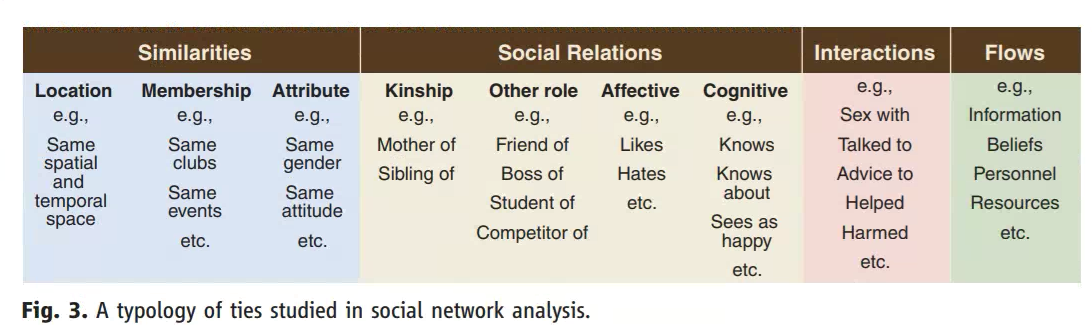 Similarities
Social Relations
Interactions
Flows
Location
e.g.,
Same
spatial
and
temporal
space
Membership
e.g.,
Same
clubs
Same
events
etc.
Attribute
e.g.,
Same
gender
Same
attitude
etc.
Kinship
e.g.,
Mother of
Sibling of
Other role
e.g.,
Friend of
Boss of
Student of
Competitor of
Affective
e.g.,
Likes
Hates
etc.
Cognitive
e.g.,
Knows
Knows
about
Sees as
happy
etc.
e.g.,
Sex with
Talked to
Advice to
Helped
Harmed
etc.
e.g.,
Information
Beliefs
Personnel
Resources
etc.
Fig. 3. A typology of ties studied in social network analysis.